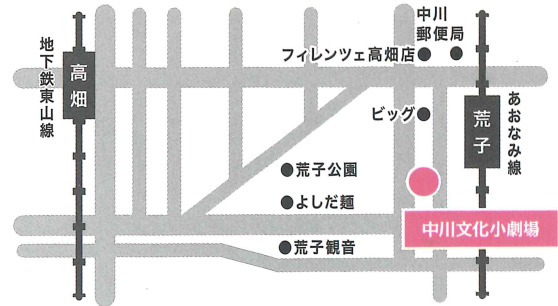 中川
郵便局
フィレンツェ高畑店
地下鉄東山線
高畑
ビッグ
荒子
あおなみ線
荒子公園
よしだ麺
中川文化小劇場
荒子観音